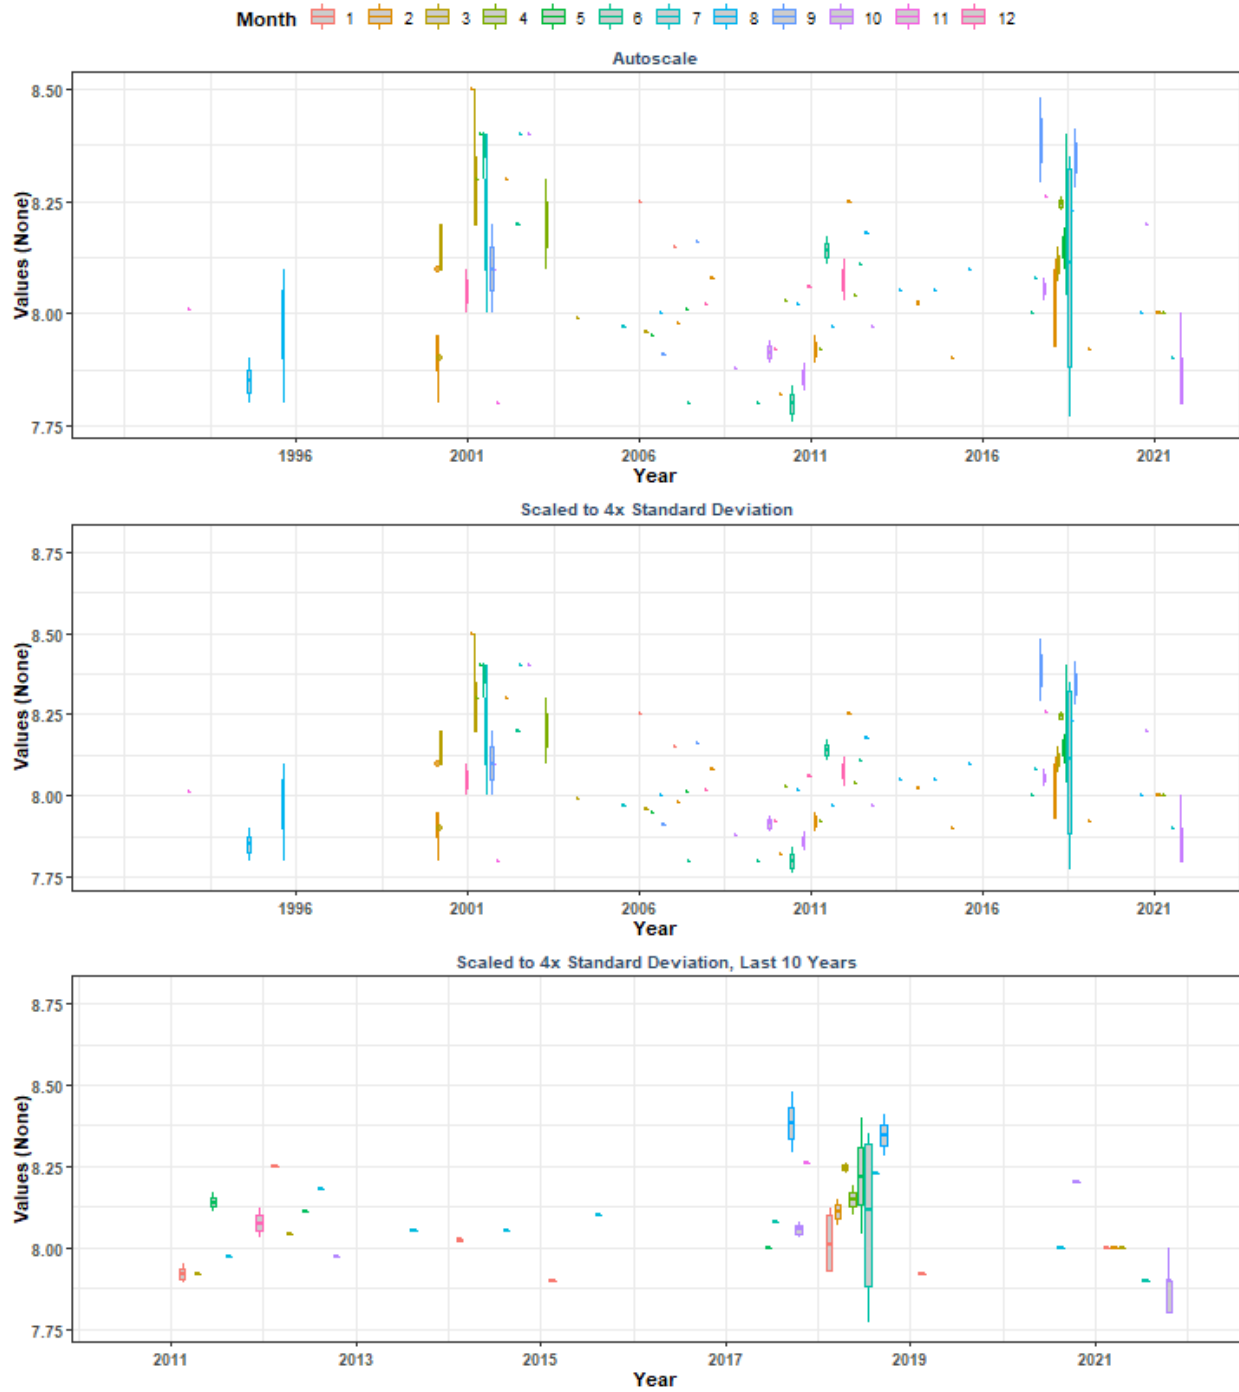 Month 1 2 3 4 5 6 7 8 9 10 11 12
Autoscale
Values (None)
8.50
8.25
8.00
7.75
1996 2001 2006 2011 2016 2021
Year
Scaled to 4x Standard Deviation
Values (None)
8.75
8.50
8.25
8.00
7.75
1996 2001 2006 2011 2016 2021
Year
Scaled to 4x Standard Deviation, Last 10 Years
Values (None)
8.75
8.50
8.25
8.00
7.75
2011 2013 2015 2017 2019 2021
Year